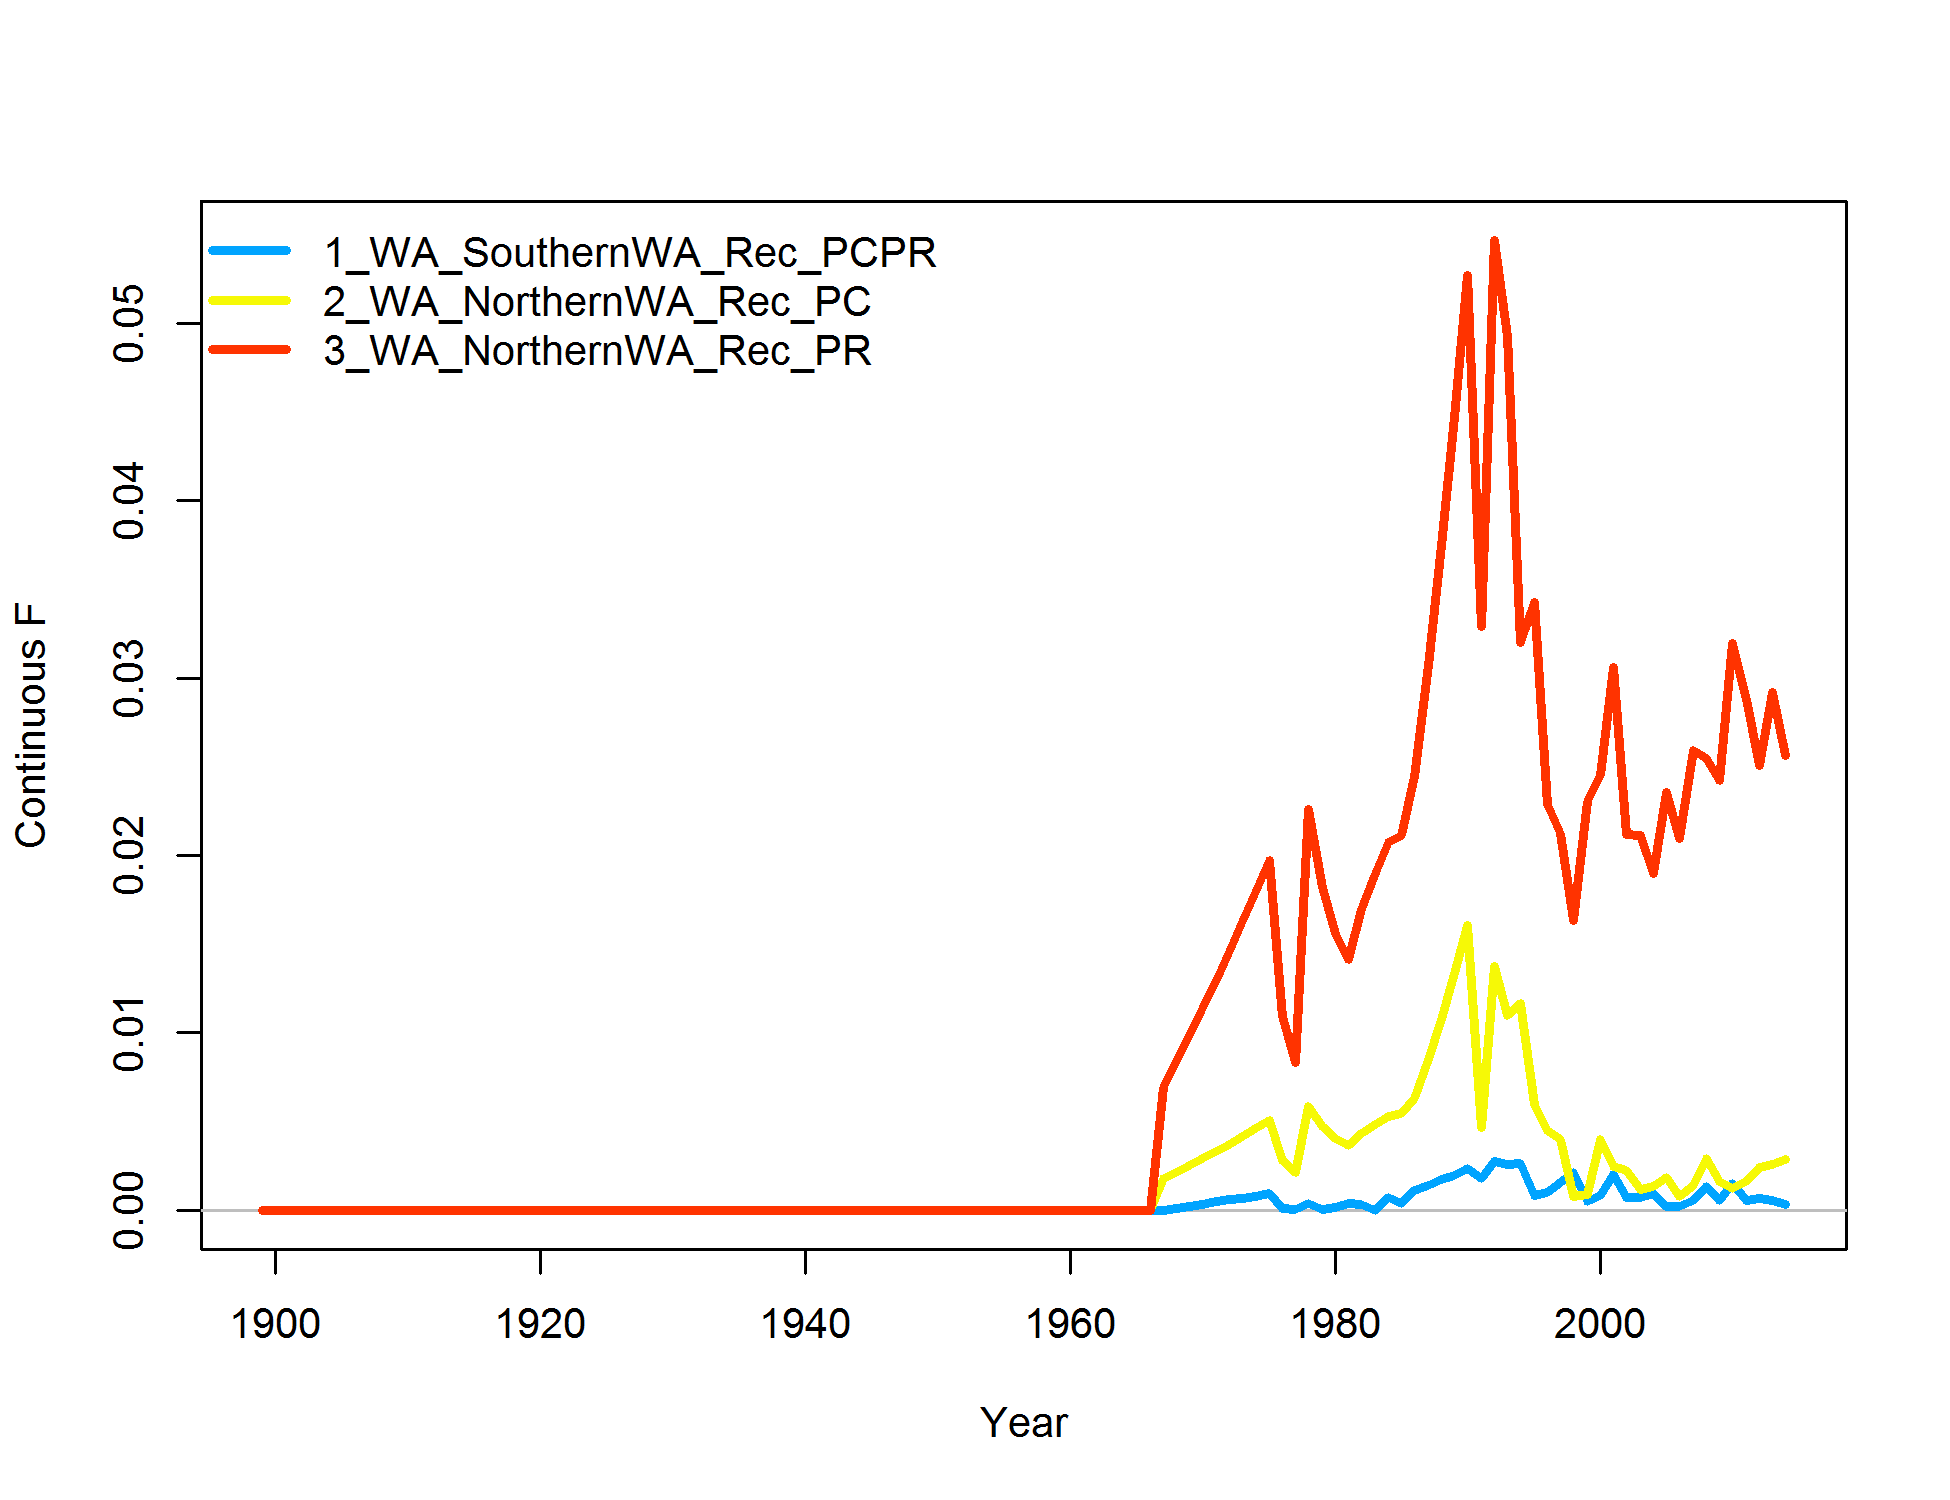 1_WA_SouthernWA_Rec_PCPR
2_WA_NorthernWA_Rec_PC
3_WA_NorthernWA_Rec_PR
0.05
0.04
0.03
0.02
0.01
0.00
Continuous F
1900 1920 1940 1960 1980 2000
Year